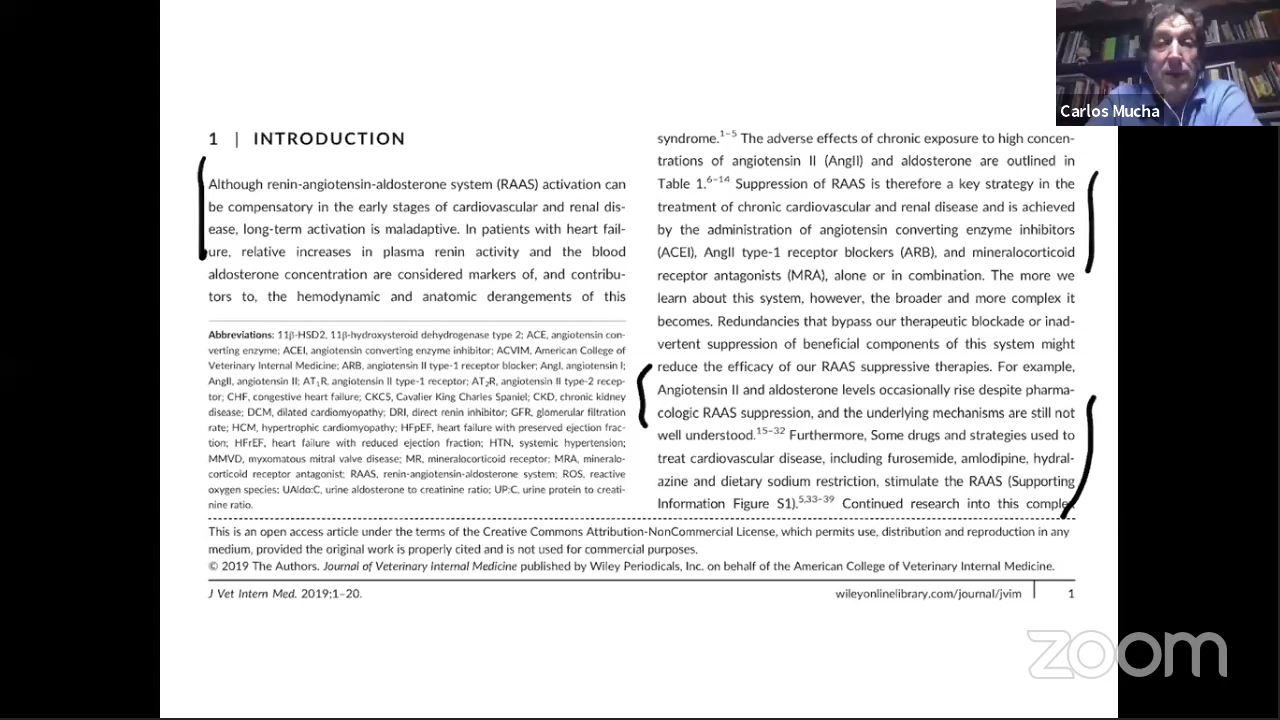 Carlos Mucha
1 | INTRODUCTION
Although renin-angiotensin-aldosterone system (RAAS) activation can
be compensatory in the early stages of cardiovascular and renal dis-
ease, long-term activation is maladaptive. In patients with heart fail-
ure, relative increases in plasma renin activity and the blood
aldosterone concentration are considered markers of, and contribu-
tors to, the hemodynamic and anatomic derangements of this
Abbreviations: 11β-HSD2, 11β-hydroxysteroid dehydrogenase type 2; ACE, angiotensin con-
verting enzyme; ACEI, angiotensin converting enzyme inhibitor; ACVIM, American College of
Veterinary Internal Medicine; ARB, angiotensin II type-1 receptor blocker; AngI, angiotensin I;
AngII, angiotensin II; AT₁R, angiotensin II type-1 receptor; AT₂R, angiotensin II type-2 recep-
tor; CHF, congestive heart failure; CKCS, Cavalier King Charles Spaniel; CKD, chronic kidney
disease; DCM, dilated cardiomyopathy; DRI, direct renin inhibitor; GFR, glomerular filtration
rate; HCM, hypertrophic cardiomyopathy; HFpEF, heart failure with preserved ejection frac-
tion; HFrEF, heart failure with reduced ejection fraction; HTN, systemic hypertension;
MMVD, myxomatous mitral valve disease; MR, mineralocorticoid receptor; MRA, mineralo-
corticoid receptor antagonist; RAAS, renin-angiotensin-aldosterone system; ROS, reactive
oxygen species; UAldo:C, urine aldosterone to creatinine ratio; UP:C, urine protein to creati-
nine ratio.
syndrome.¹⁻⁵ The adverse effects of chronic exposure to high concen-
trations of angiotensin II (AngII) and aldosterone are outlined in
Table 1.⁶⁻¹⁴ Suppression of RAAS is therefore a key strategy in the
treatment of chronic cardiovascular and renal disease and is achieved
by the administration of angiotensin converting enzyme inhibitors
(ACEI), AngII type-1 receptor blockers (ARB), and mineralocorticoid
receptor antagonists (MRA), alone or in combination. The more we
learn about this system, however, the broader and more complex it
becomes. Redundancies that bypass our therapeutic blockade or inad-
vertent suppression of beneficial components of this system might
reduce the efficacy of our RAAS suppressive therapies. For example,
Angiotensin II and aldosterone levels occasionally rise despite pharma-
cologic RAAS suppression, and the underlying mechanisms are still not
well understood.¹⁵⁻³² Furthermore, Some drugs and strategies used to
treat cardiovascular disease, including furosemide, amlodipine, hydral-
azine and dietary sodium restriction, stimulate the RAAS (Supporting
Information Figure S1).⁵,³³⁻³⁹ Continued research into this complex
This is an open access article under the terms of the Creative Commons Attribution-NonCommercial License, which permits use, distribution and reproduction in any
medium, provided the original work is properly cited and is not used for commercial purposes.
© 2019 The Authors. Journal of Veterinary Internal Medicine published by Wiley Periodicals, Inc. on behalf of the American College of Veterinary Internal Medicine.
J Vet Intern Med. 2019;1–20.
wileyonlinelibrary.com/journal/jvim | 1
zoom